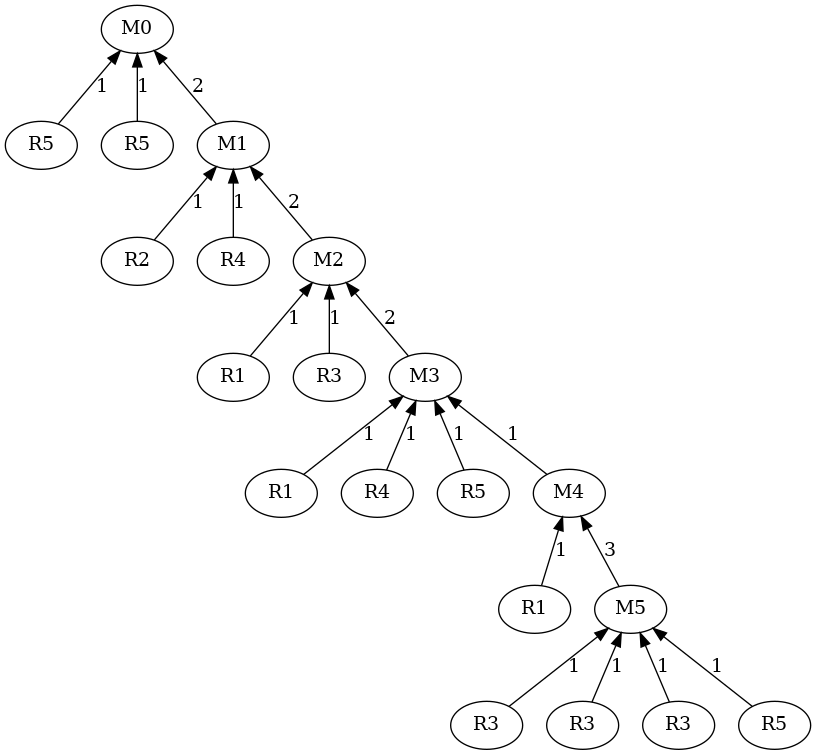 M0
1 1 2
R5 R5 M1
1 1 2
R2 R4 M2
1 1 2
R1 R3 M3
1 1 1 1
R1 R4 R5 M4
1 3
R1 M5
1 1 1 1
R3 R3 R3 R5